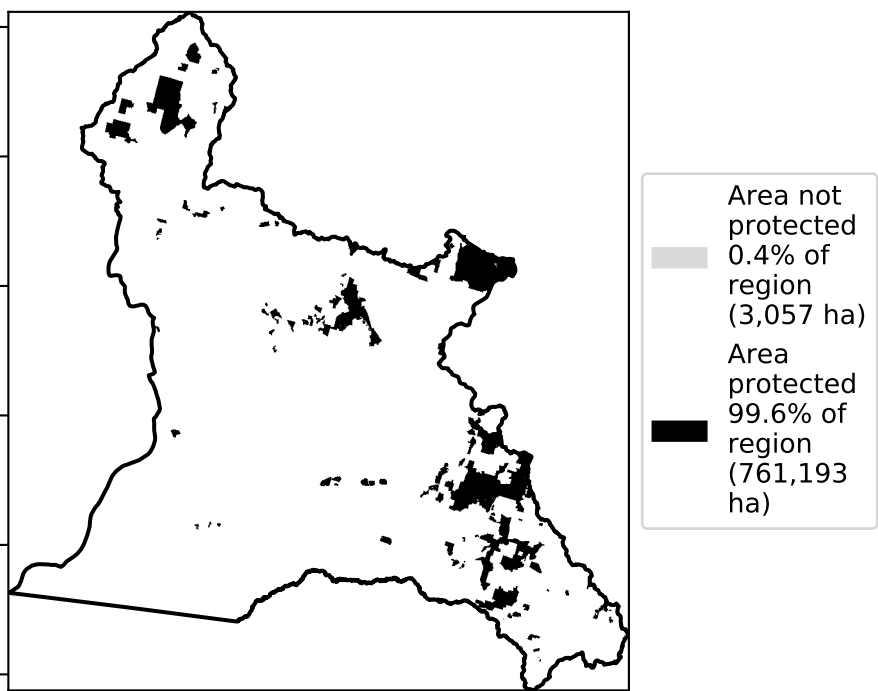 Area not
protected
0.4% of
region
(3,057 ha)
Area
protected
99.6% of
region
(761,193
ha)